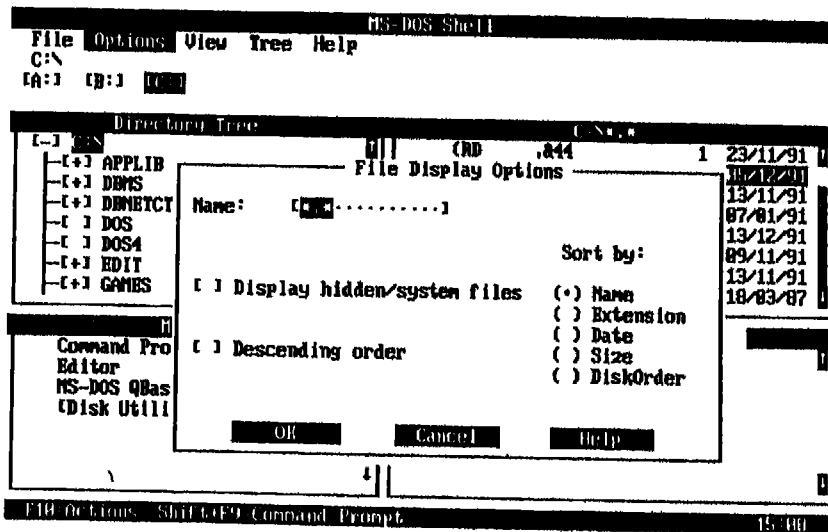 MS-DOS Shell
File Options View Tree Help
C:\
[A:] [B:] [C:]
Directory Tree C:\*.*
[-] C:\ (RD .&44 1 23/11/91
[+] APPLIB
[+] DBMS 13/11/91
[+] DBNETCT 07/01/91
[ ] DOS 13/12/91
[ ] DOS4 09/11/91
[+] EDIT 13/11/91
[+] GAMES 18/03/87
File Display Options
Name: [*.*··········]
Sort by:
[ ] Display hidden/system files (•) Name
( ) Extension
[ ] Descending order ( ) Date
( ) Size
( ) DiskOrder
OK Cancel Help
M
Command Pro
Editor
MS-DOS QBas
[Disk Utili
F10 Actions Shift+F9 Command Prompt 15:00